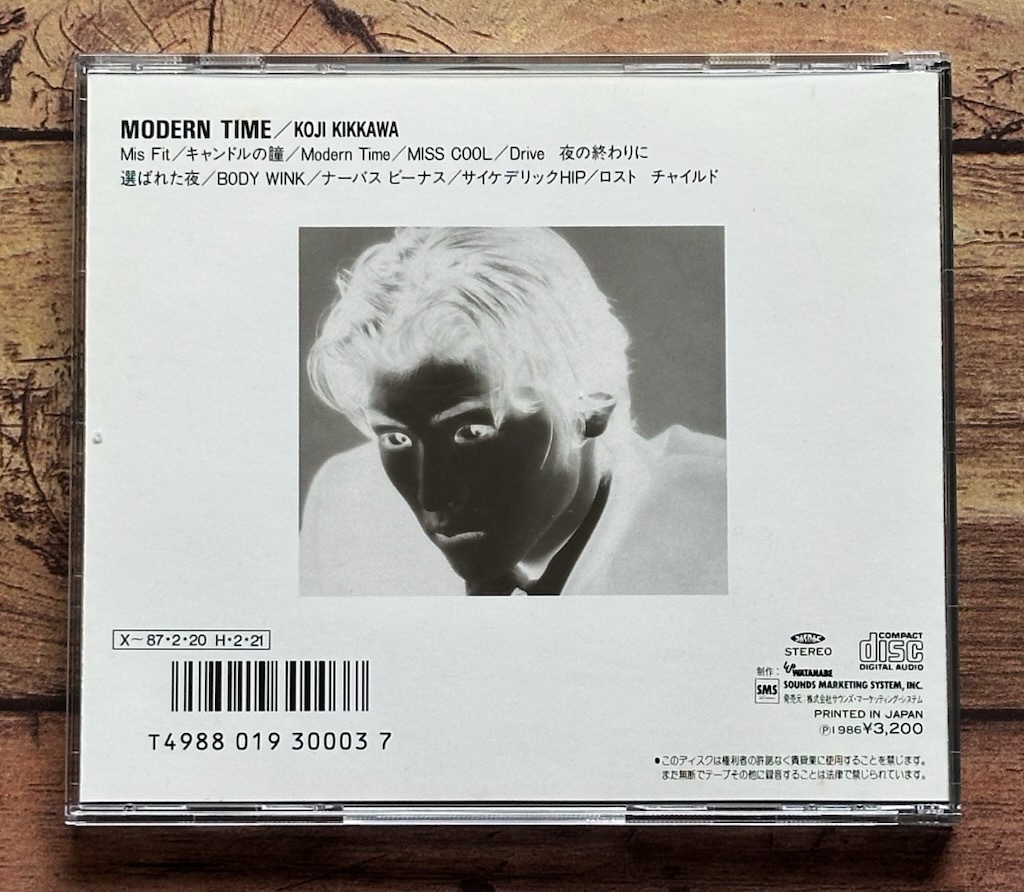 MODERN TIME／KOJI KIKKAWA
Mis Fit／キャンドルの瞳／Modern Time／MISS COOL／Drive　夜の終わりに
選ばれた夜／BODY WINK／ナーバス ビーナス／サイケデリックHIP／ロスト　チャイルド
X〜87・2・20 H・2・21
T4988 019 30003 7
STEREO
COMPACT
disc
DIGITAL AUDIO
制作：WATANABE
SMS
SOUNDS MARKETING SYSTEM, INC.
発売元：株式会社サウンズ・マーケッティング・システム
PRINTED IN JAPAN
Ⓟ1986¥3,200
●このディスクは権利者の許諾なく賃貸業に使用することを禁じます。
また無断でテープその他に録音することは法律で禁じられています。